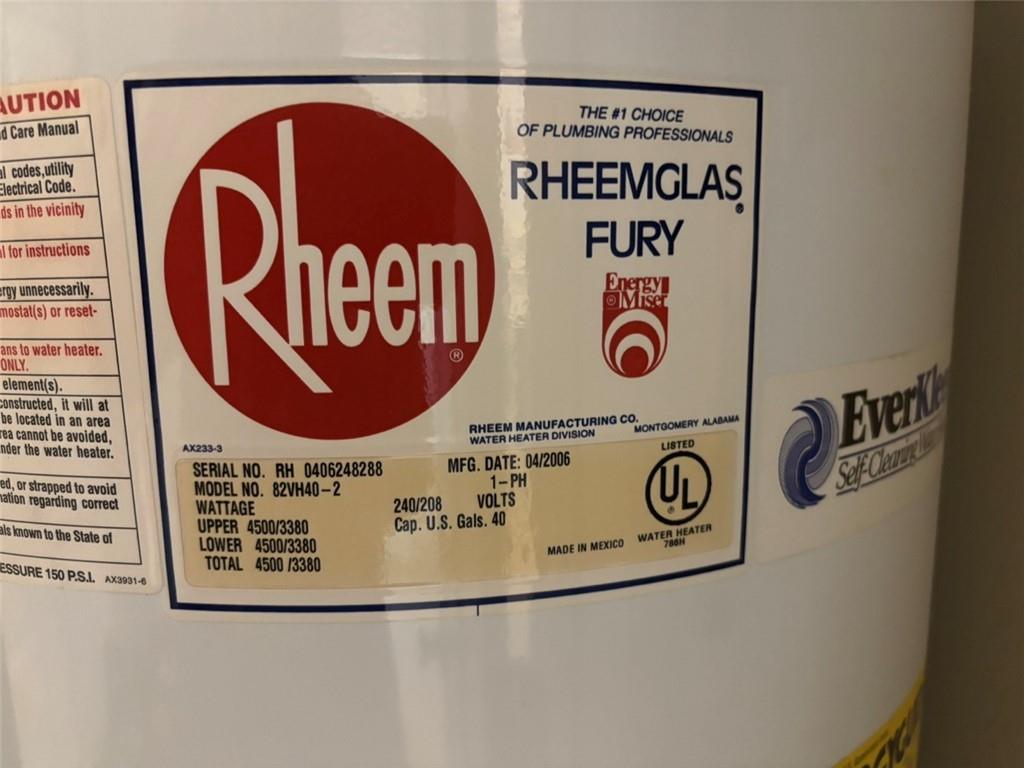 AUTION
d Care Manual
al codes,utility
Electrical Code.
ds in the vicinity
al for instructions
rgy unnecessarily.
mostat(s) or reset-
ans to water heater.
ONLY.
element(s).
constructed, it will at
be located in an area
rea cannot be avoided,
nder the water heater.
ed, or strapped to avoid
mation regarding correct
als known to the State of
ESSURE 150 P.S.I. AX3931-6
Rheem®
THE #1 CHOICE
OF PLUMBING PROFESSIONALS
RHEEMGLAS®
FURY
Energy
Miser
RHEEM MANUFACTURING CO.
WATER HEATER DIVISION MONTGOMERY ALABAMA
AX233-3
SERIAL NO. RH 0406248288 MFG. DATE: 04/2006
MODEL NO. 82VH40-2 1-PH
WATTAGE 240/208 VOLTS
UPPER 4500/3380 Cap. U.S. Gals. 40
LOWER 4500/3380
TOTAL 4500/3380
MADE IN MEXICO
LISTED
UL
®
WATER HEATER
786H
EverKle
Self-Cleaning Wa